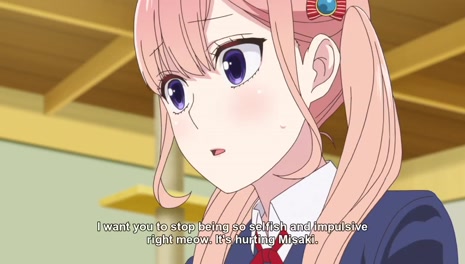 I want you to stop being so selfish and impulsive
right meow. It's hurting Misaki.